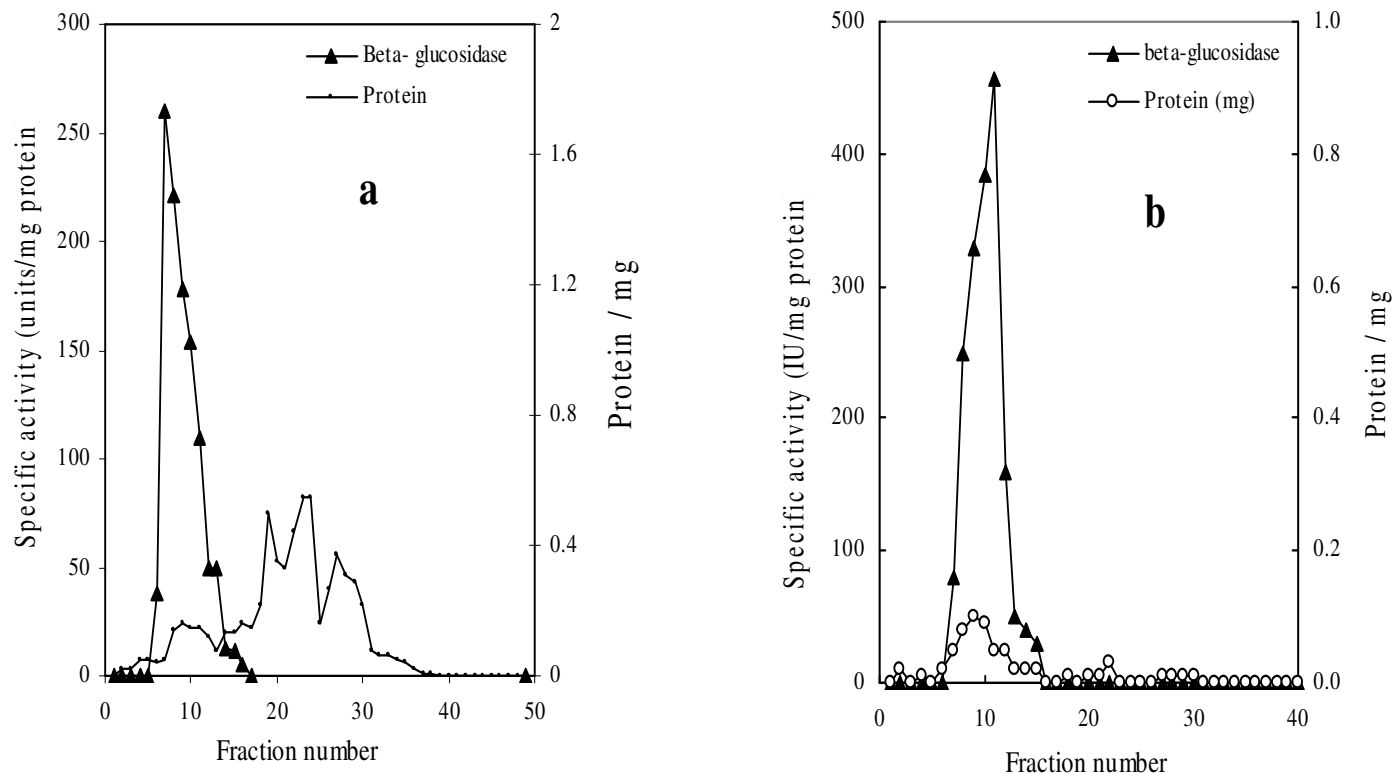 300
250
200
150
100
50
0
Specific activity (units/mg protein
2
1.6
1.2
0.8
0.4
0
Protein / mg
Beta- glucosidase
Protein
a
0 10 20 30 40 50
Fraction number
500
400
300
200
100
0
Specific activity (IU/mg protein
1.0
0.8
0.6
0.4
0.2
0.0
Protein / mg
beta-glucosidase
Protein (mg)
b
0 10 20 30 40
Fraction number